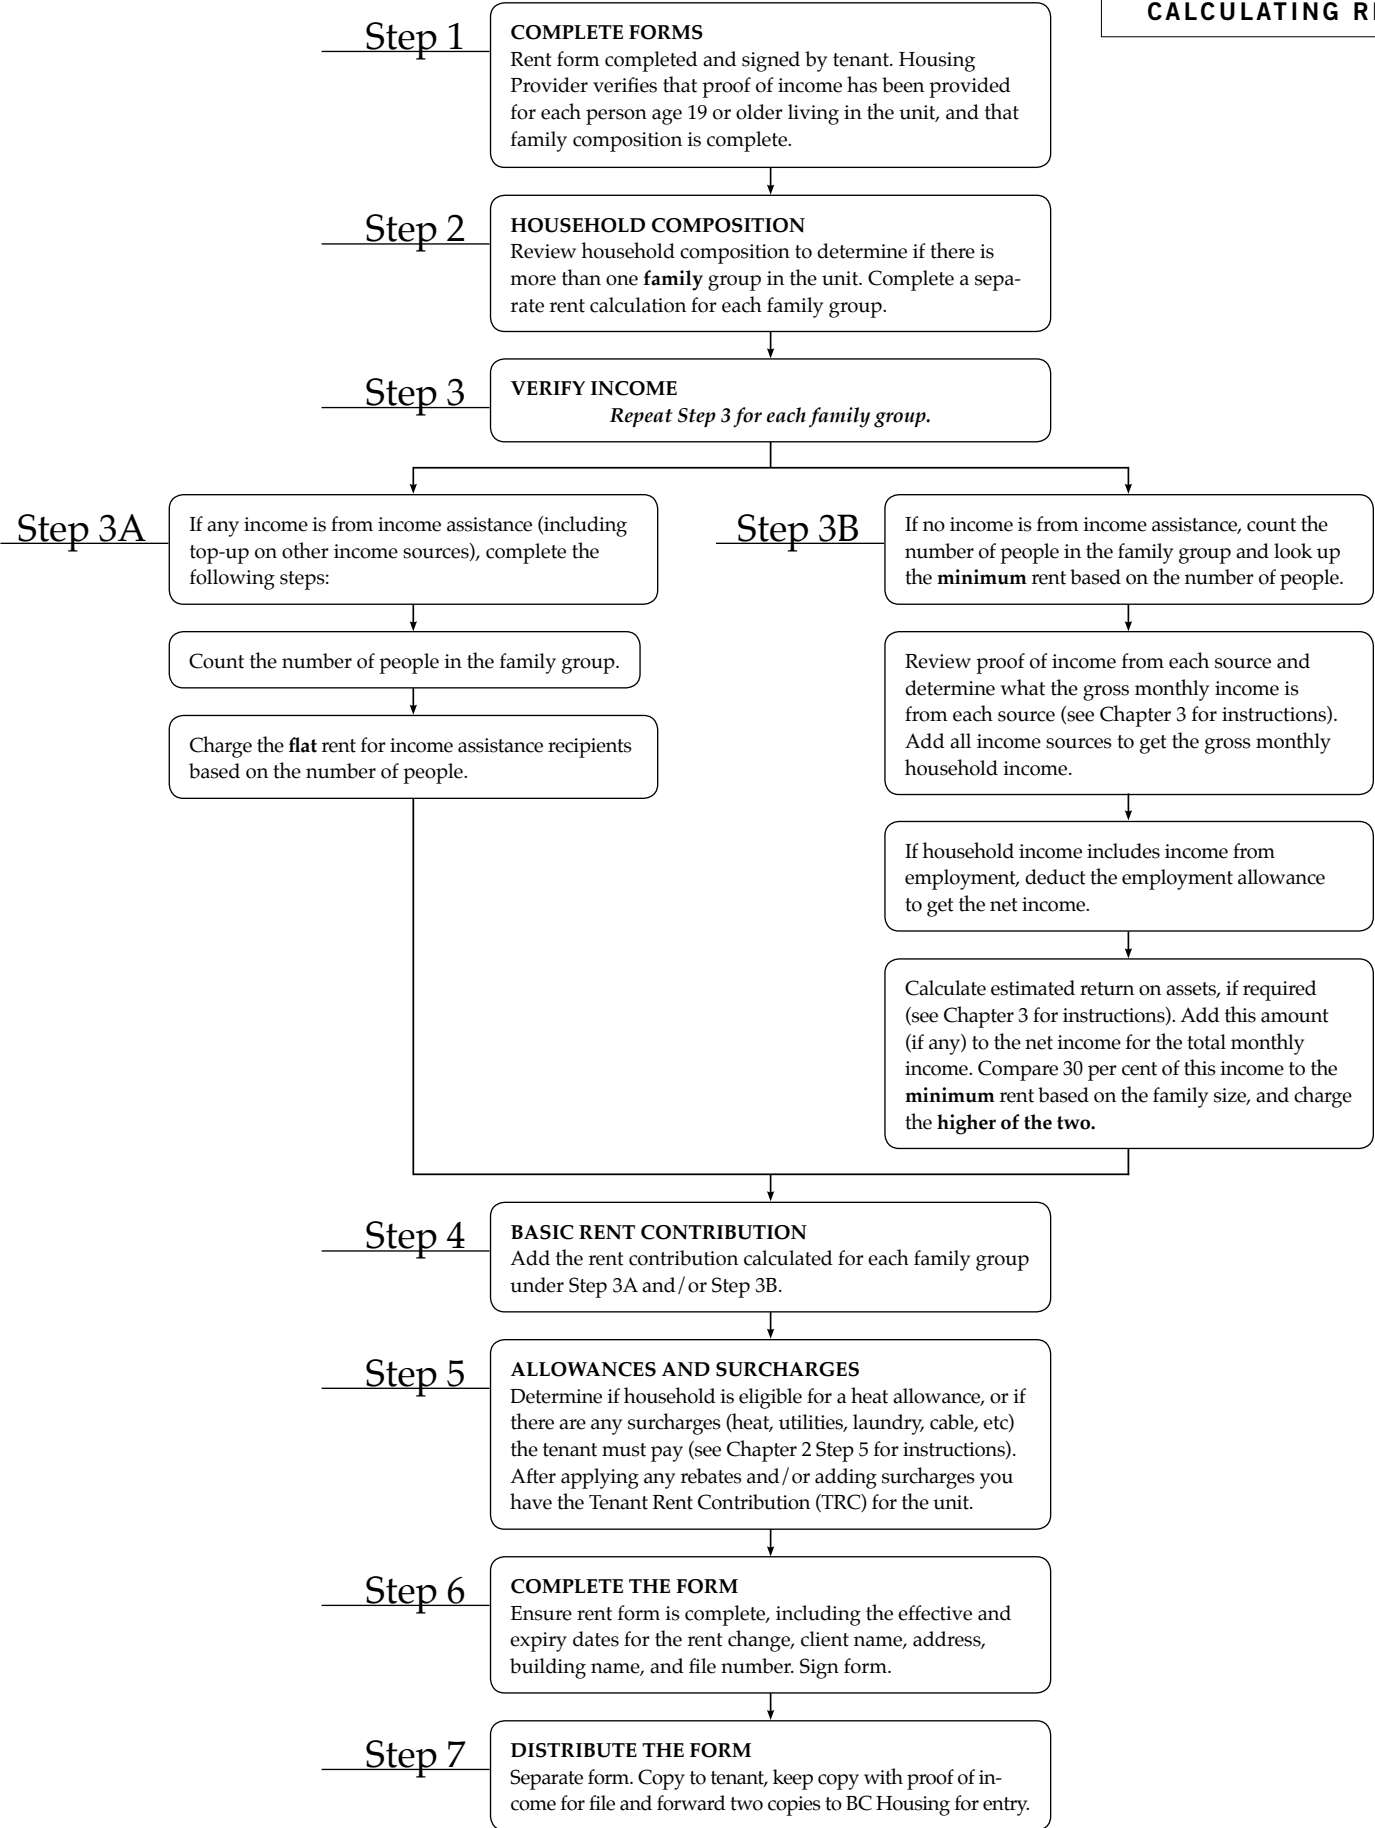 CALCULATING
Step 1
COMPLETE FORMS
Rent form completed and signed by tenant. Housing
Provider verifies that proof of income has been provided
for each person age 19 or older living in the unit, and that
family composition is complete.
Step 2
HOUSEHOLD COMPOSITION
Review household composition to determine if there is
more than one family group in the unit. Complete a sepa-
rate rent calculation for each family group.
Step 3
VERIFY INCOME
Repeat Step 3 for each family group.
Step 3A
If any income is from income assistance (including
top-up on other income sources), complete the
following steps:
Count the number of people in the family group.
Charge the flat rent for income assistance recipients
based on the number of people.
Step 3B
If no income is from income assistance, count the
number of people in the family group and look up
the minimum rent based on the number of people.
Review proof of income from each source and
determine what the gross monthly income is
from each source (see Chapter 3 for instructions).
Add all income sources to get the gross monthly
household income.
If household income includes income from
employment, deduct the employment allowance
to get the net income.
Calculate estimated return on assets, if required
(see Chapter 3 for instructions). Add this amount
(if any) to the net income for the total monthly
income. Compare 30 per cent of this income to the
minimum rent based on the family size, and charge
the higher of the two.
Step 4
BASIC RENT CONTRIBUTION
Add the rent contribution calculated for each family group
under Step 3A and/or Step 3B.
Step 5
ALLOWANCES AND SURCHARGES
Determine if household is eligible for a heat allowance, or if
there are any surcharges (heat, utilities, laundry, cable, etc)
the tenant must pay (see Chapter 2 Step 5 for instructions).
After applying any rebates and/or adding surcharges you
have the Tenant Rent Contribution (TRC) for the unit.
Step 6
COMPLETE THE FORM
Ensure rent form is complete, including the effective and
expiry dates for the rent change, client name, address,
building name, and file number. Sign form.
Step 7
DISTRIBUTE THE FORM
Separate form. Copy to tenant, keep copy with proof of in-
come for file and forward two copies to BC Housing for entry.